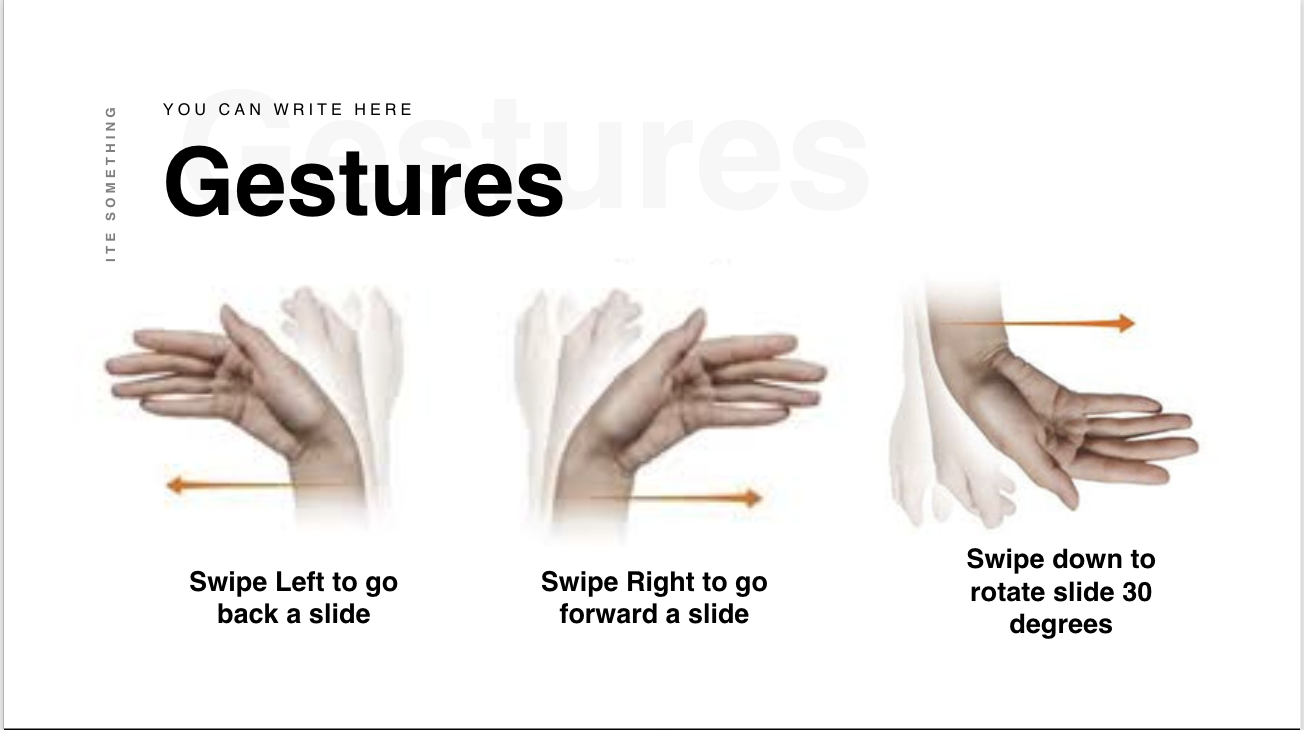 YOU CAN WRITE HERE
Gestures
Gestures
ITE SOMETHING
Swipe Left to go
back a slide
Swipe Right to go
forward a slide
Swipe down to
rotate slide 30
degrees